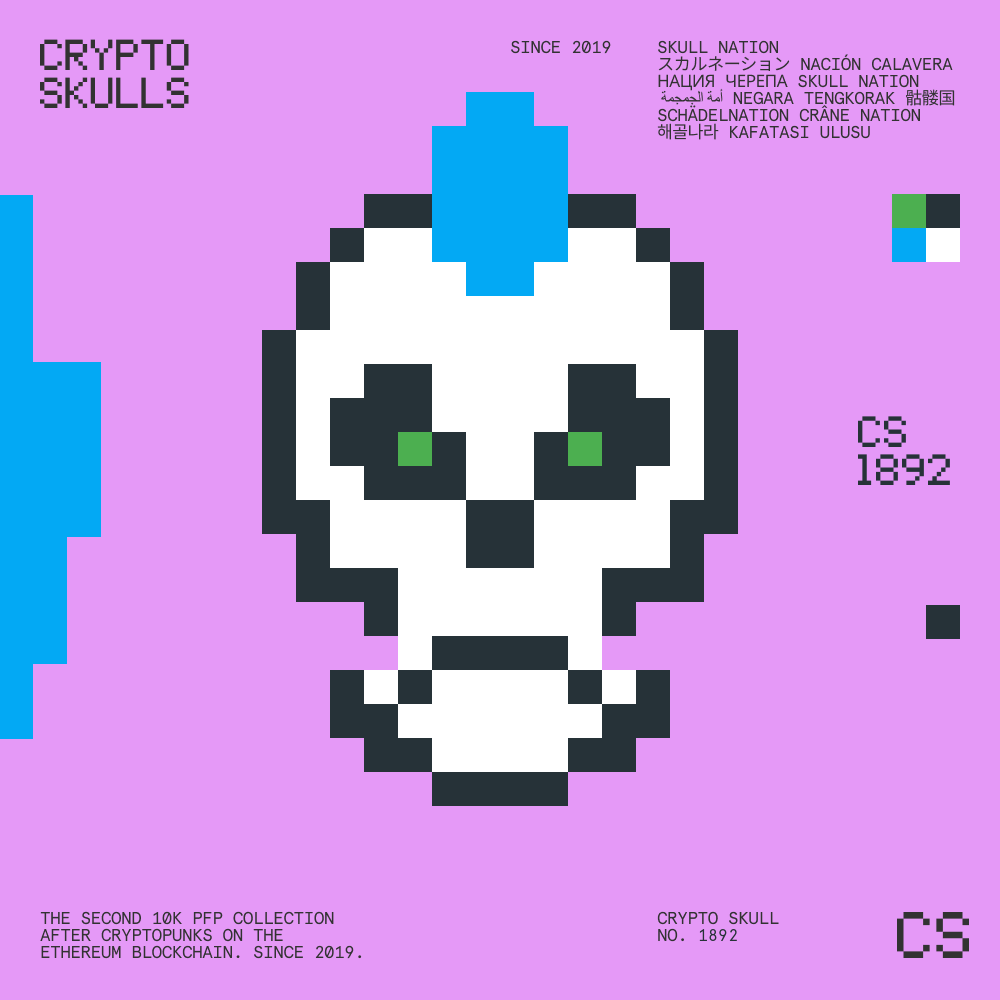 CRYPTO
SKULLS
SINCE 2019
SKULL NATION
スカルネーション NACIÓN CALAVERA
НАЦИЯ ЧЕРЕПА SKULL NATION
أمة الجمجمة NEGARA TENGKORAK 骷髅国
SCHÄDELNATION CRÂNE NATION
해골나라 KAFATASI ULUSU
CS
1892
THE SECOND 10K PFP COLLECTION
AFTER CRYPTOPUNKS ON THE
ETHEREUM BLOCKCHAIN. SINCE 2019.
CRYPTO SKULL
NO. 1892
CS